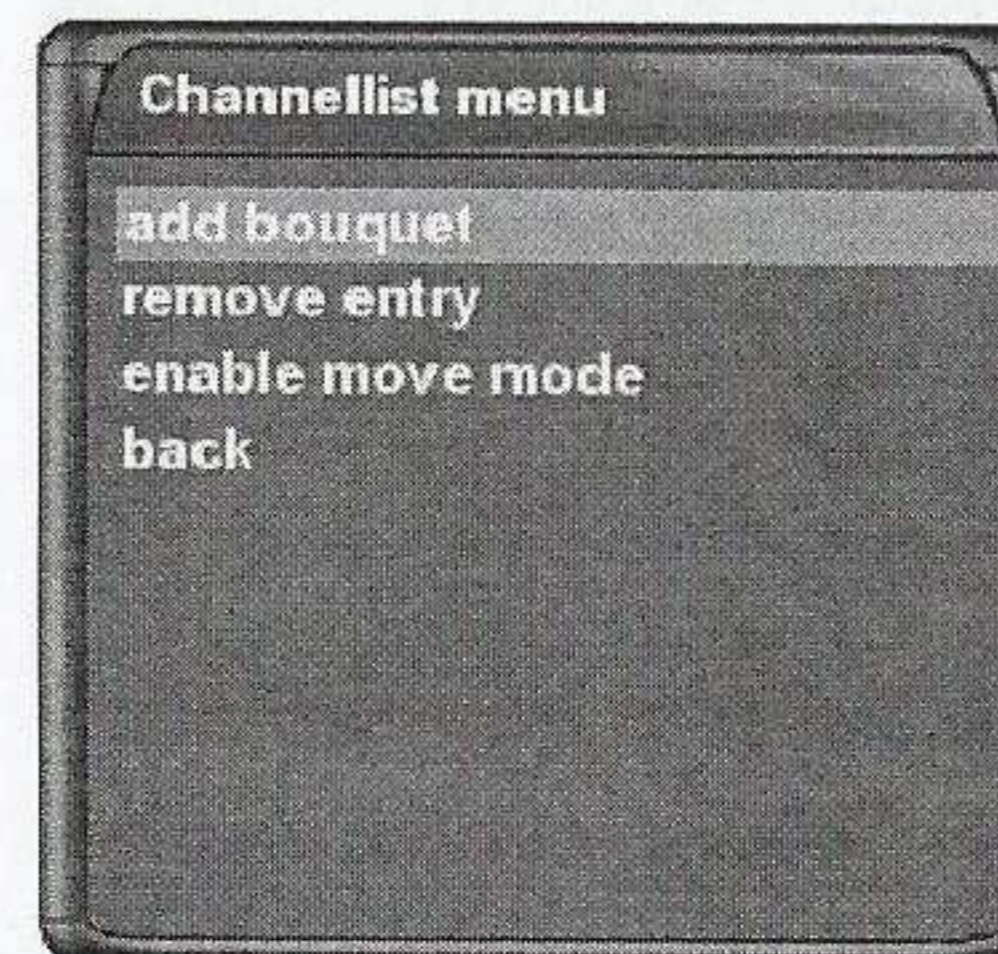 Channellist menu
add bouquet
remove entry
enable move mode
back